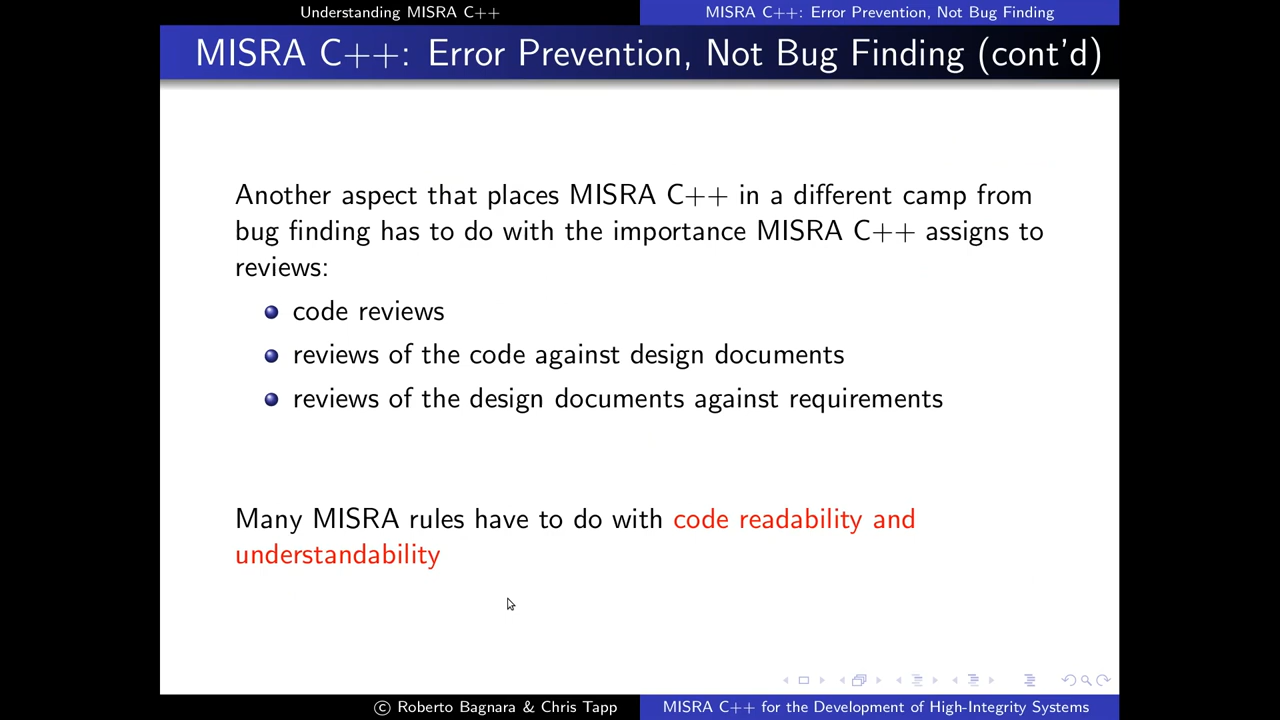 Understanding MISRA C++
MISRA C++: Error Prevention, Not Bug Finding
MISRA C++: Error Prevention, Not Bug Finding (cont'd)
Another aspect that places MISRA C++ in a different camp from
bug finding has to do with the importance MISRA C++ assigns to
reviews:
code reviews
reviews of the code against design documents
reviews of the design documents against requirements
Many MISRA rules have to do with code readability and
understandability
© Roberto Bagnara & Chris Tapp
MISRA C++ for the Development of High-Integrity Systems